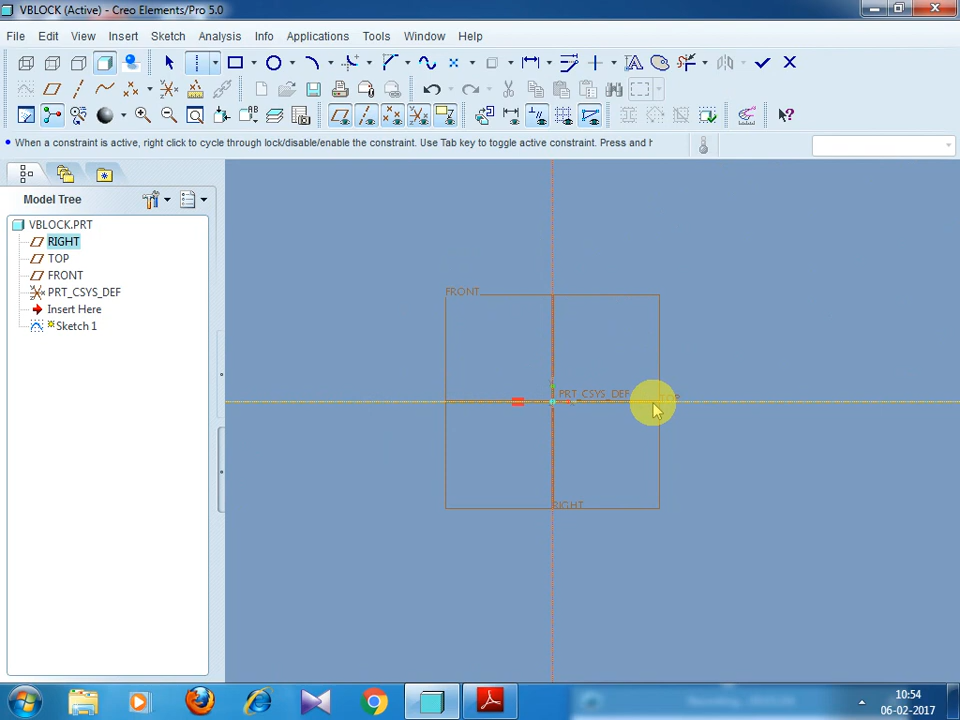 VBLOCK (Active) - Creo Elements/Pro 5.0
File Edit View Insert Sketch Analysis Info Applications Tools Window Help
When a constraint is active, right click to cycle through lock/disable/enable the constraint. Use Tab key to toggle active constraint. Press and h
Model Tree
VBLOCK.PRT
RIGHT
TOP
FRONT
PRT_CSYS_DEF
Insert Here
Sketch 1
FRONT
PRT_CSYS_DEF
TOP
RIGHT
10:54
06-02-2017